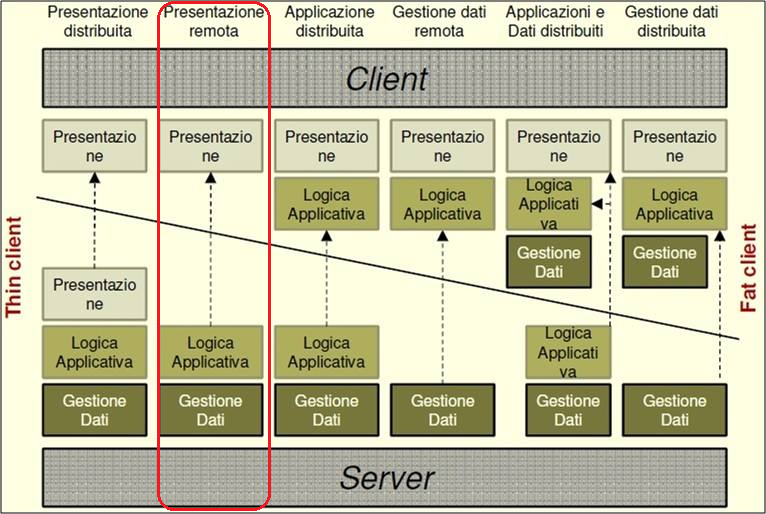 Presentazione distribuita
Presentazione remota
Applicazione distribuita
Gestione dati remota
Applicazioni e Dati distribuiti
Gestione dati distribuita
Client
Presentazio
ne
Presentazio
ne
Presentazio
ne
Presentazio
ne
Presentazio
ne
Presentazio
ne
Logica
Applicativa
Logica
Applicativa
Logica
Applicati
va
Logica
Applicativa
Gestione
Dati
Gestione
Dati
Thin client
Fat client
Presentazio
ne
Logica
Applicativa
Logica
Applicativa
Logica
Applicativa
Logica
Applicati
va
Gestione
Dati
Gestione
Dati
Gestione
Dati
Gestione
Dati
Gestione
Dati
Gestione
Dati
Server